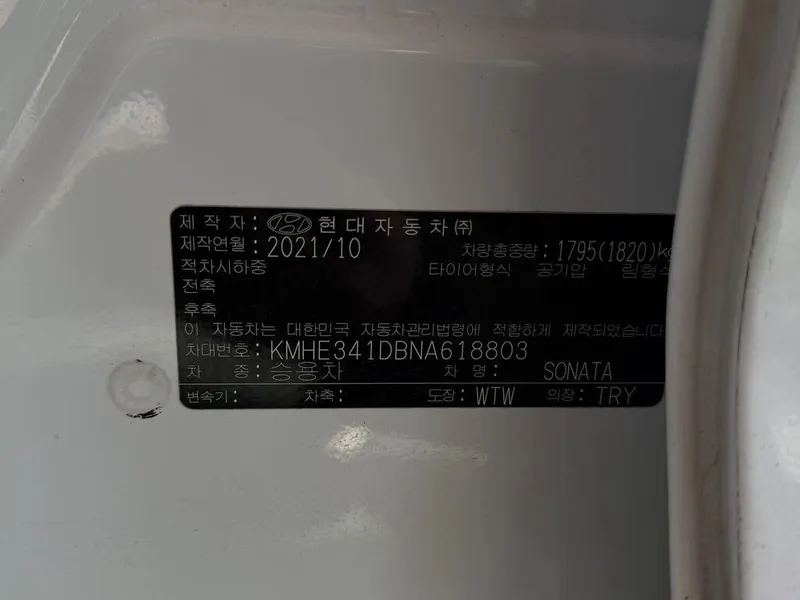 제 작 자 : 현대자동차(주)
제작연월 : 2021/10 차량총중량 : 1795(1820)kg
적차시하중 타이어형식 공기압 림형식
전축
후축
이 자동차는 대한민국 자동차관리법령에 적합하게 제작되었습니다.
차대번호 : KMHE341DBNA618803
차 종 : 승용차 차 명 : SONATA
변속기 : 차축 : 도장 : WTW 의장 : TRY